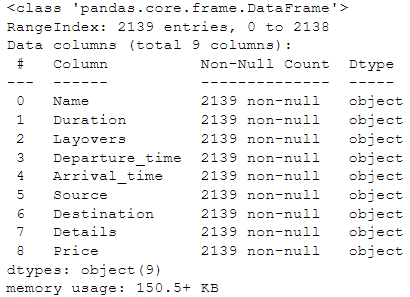 <class 'pandas.core.frame.DataFrame'>
RangeIndex: 2139 entries, 0 to 2138
Data columns (total 9 columns):
 #   Column          Non-Null Count  Dtype
---  ------          --------------  -----
 0   Name            2139 non-null   object
 1   Duration        2139 non-null   object
 2   Layovers        2139 non-null   object
 3   Departure_time  2139 non-null   object
 4   Arrival_time    2139 non-null   object
 5   Source          2139 non-null   object
 6   Destination     2139 non-null   object
 7   Details         2139 non-null   object
 8   Price           2139 non-null   object
dtypes: object(9)
memory usage: 150.5+ KB